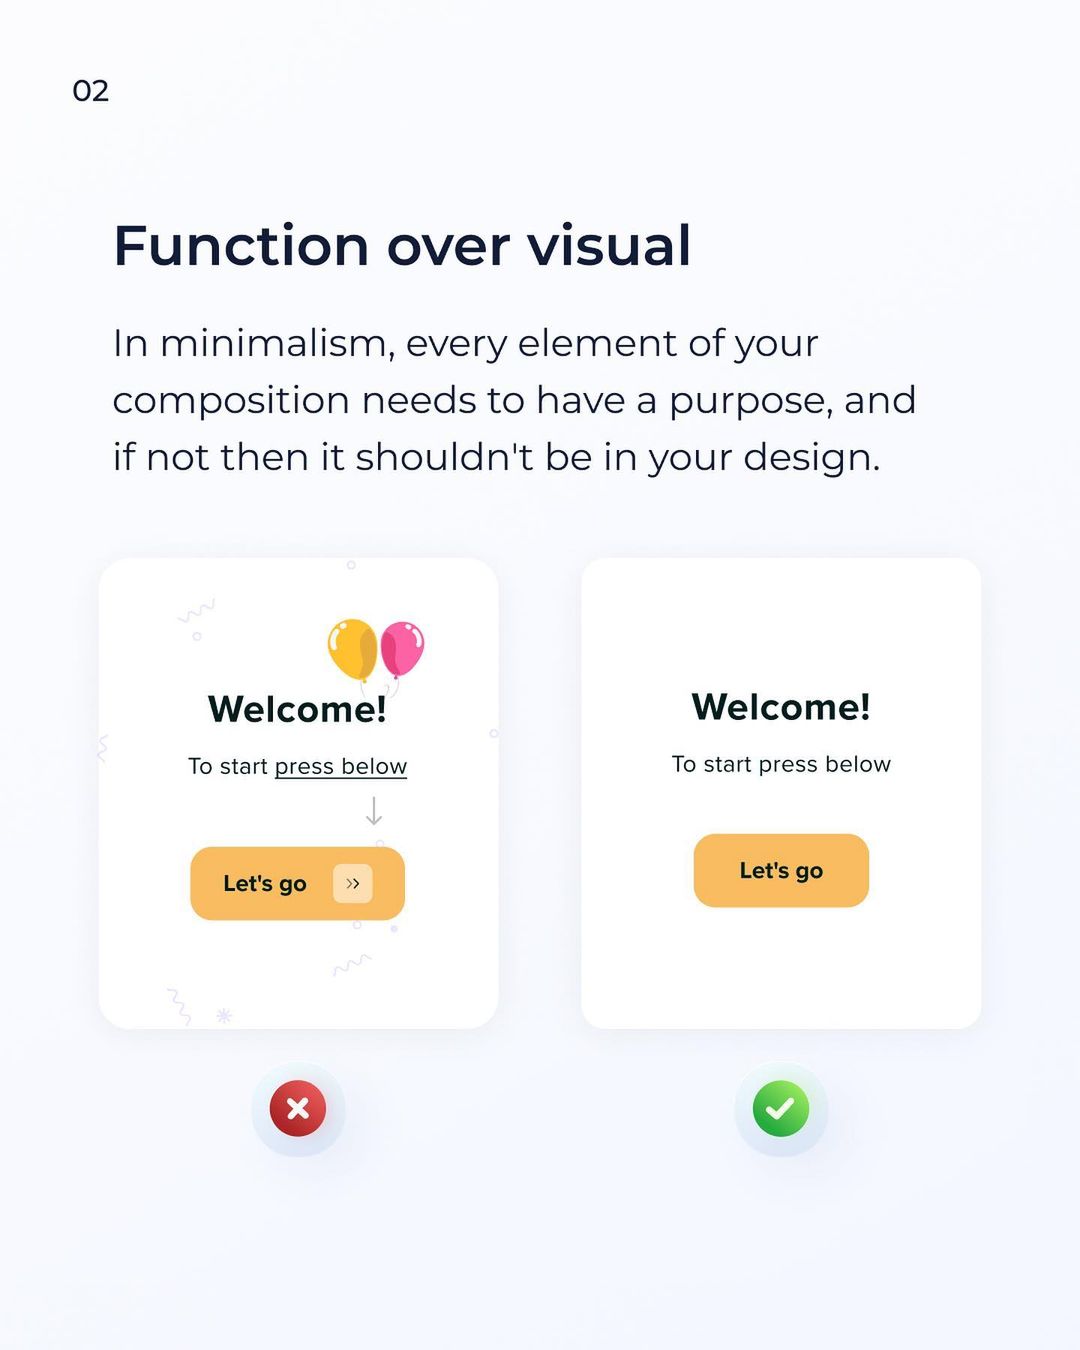 02
Function over visual
In minimalism, every element of your
composition needs to have a purpose, and
if not then it shouldn't be in your design.
Welcome!
To start press below
Let's go
Welcome!
To start press below
Let's go